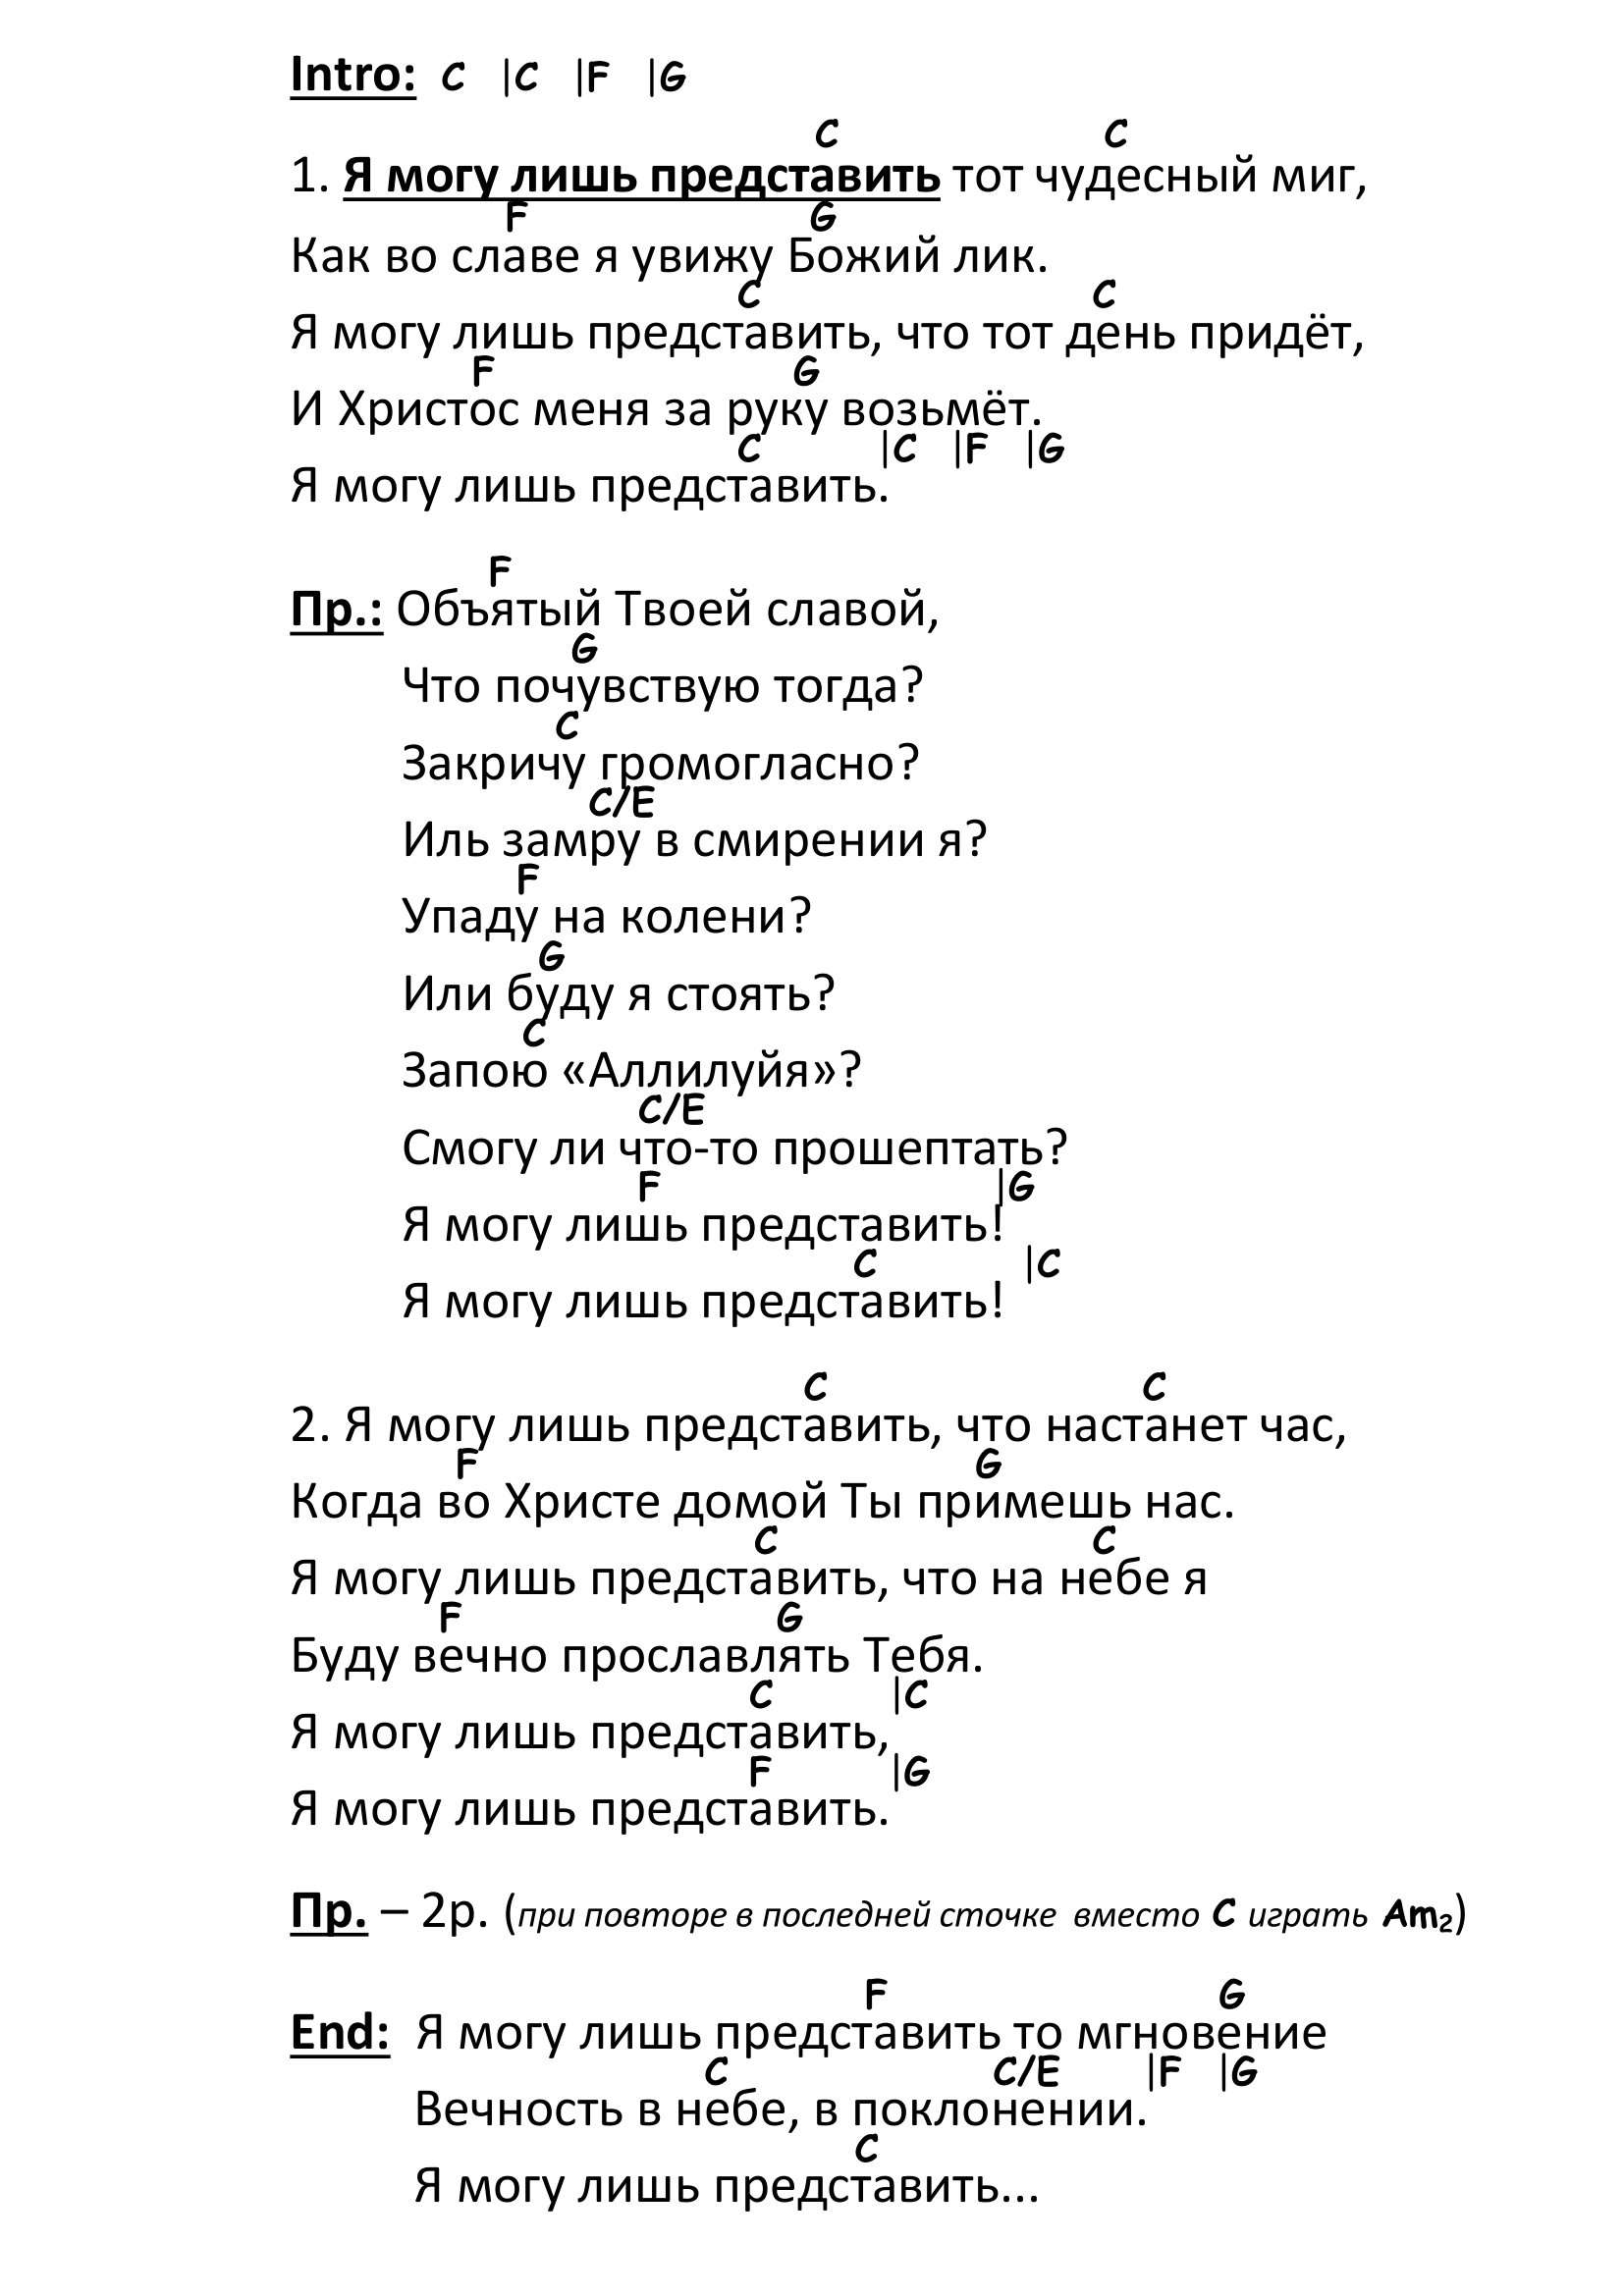 Intro: C |C |F |G
C C
1. Я могу лишь представить тот чудесный миг,
F G
Как во славе я увижу Божий лик.
C C
Я могу лишь представить, что тот день придёт,
F G
И Христос меня за руку возьмёт.
C |C |F |G
Я могу лишь представить.
F
Пр.: Объятый Твоей славой,
G
Что почувствую тогда?
C
Закричу громогласно?
C/E
Иль замру в смирении я?
F
Упаду на колени?
G
Или буду я стоять?
C
Запою «Аллилуйя»?
C/E
Смогу ли что-то прошептать?
F |G
Я могу лишь представить!
C |C
Я могу лишь представить!
C C
2. Я могу лишь представить, что настанет час,
F G
Когда во Христе домой Ты примешь нас.
C C
Я могу лишь представить, что на небе я
F G
Буду вечно прославлять Тебя.
C |C
Я могу лишь представить,
F |G
Я могу лишь представить.
Пр. – 2р. (при повторе в последней сточке вместо C играть Am₂)
F G
End: Я могу лишь представить то мгновение
C C/E |F |G
Вечность в небе, в поклонении.
C
Я могу лишь представить...